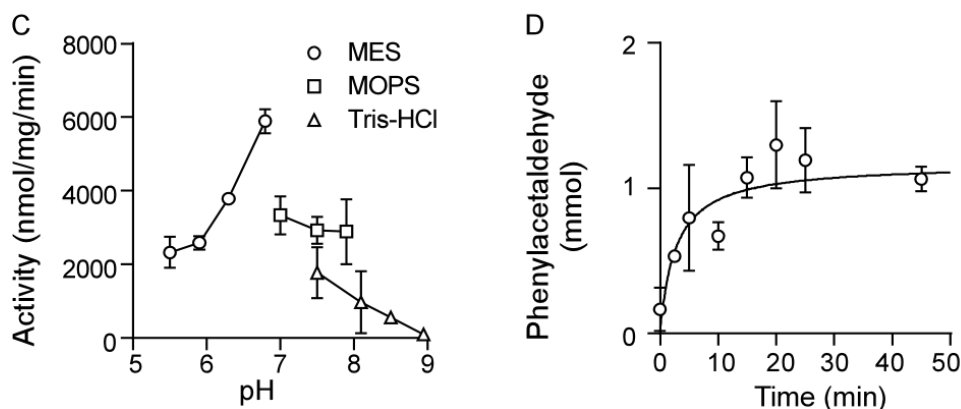 C
8000
6000
4000
2000
0
5 6 7 8 9
Activity (nmol/mg/min)
pH
MES
MOPS
Tris-HCl
D
2
1
0
0 10 20 30 40 50
Phenylacetaldehyde
(mmol)
Time (min)